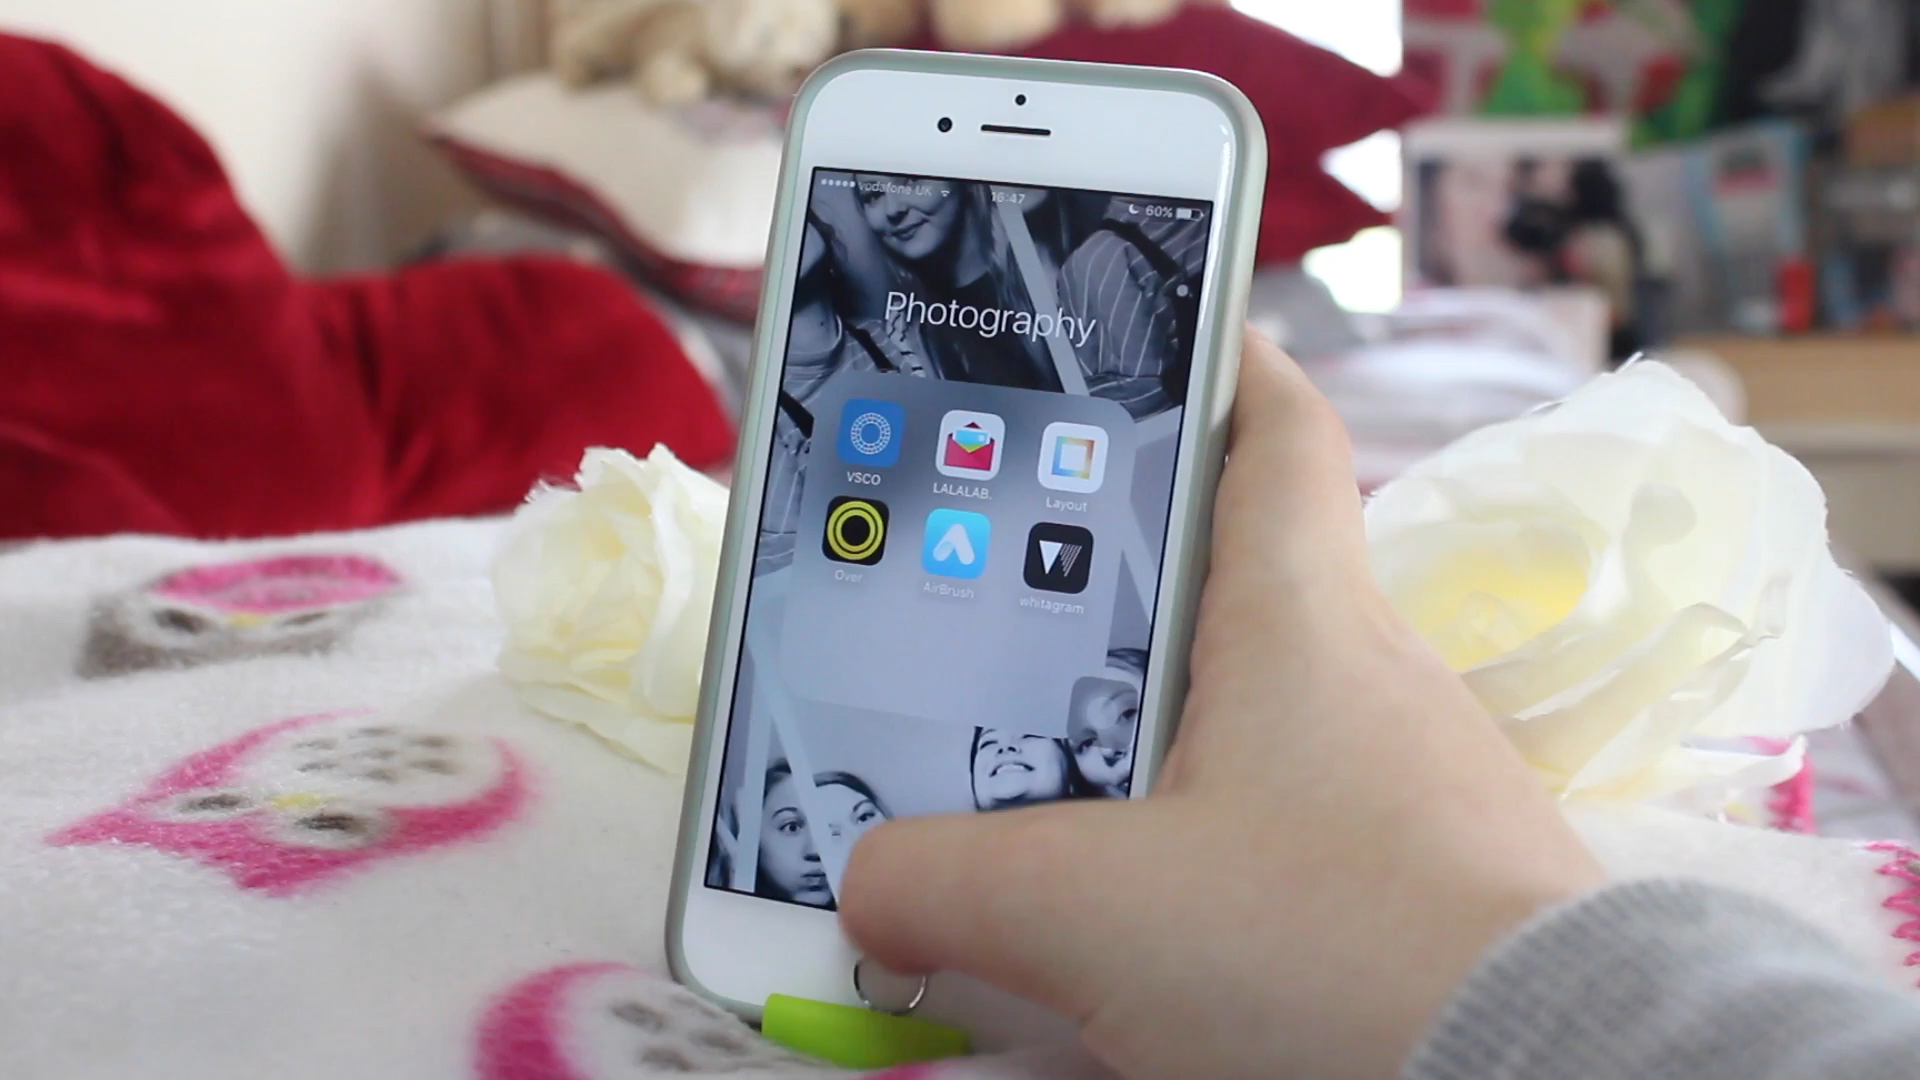 vodafone UK 16:47 60%
Photography
VSCO LALALAB. Layout
Over AirBrush whitagram